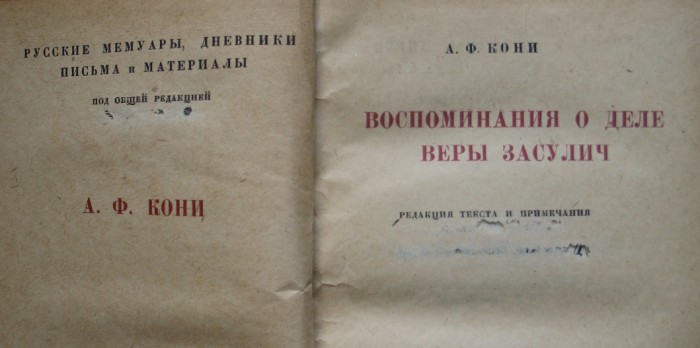 РУССКИЕ МЕМУАРЫ, ДНЕВНИКИ
ПИСЬМА и МАТЕРИАЛЫ
ПОД ОБЩЕЙ РЕДАКЦИЕЙ
А. Ф. КОНИ
А. Ф. КОНИ
ВОСПОМИНАНИЯ О ДЕЛЕ
ВЕРЫ ЗАСУЛИЧ
РЕДАКЦИЯ ТЕКСТА И ПРИМЕЧАНИЯ